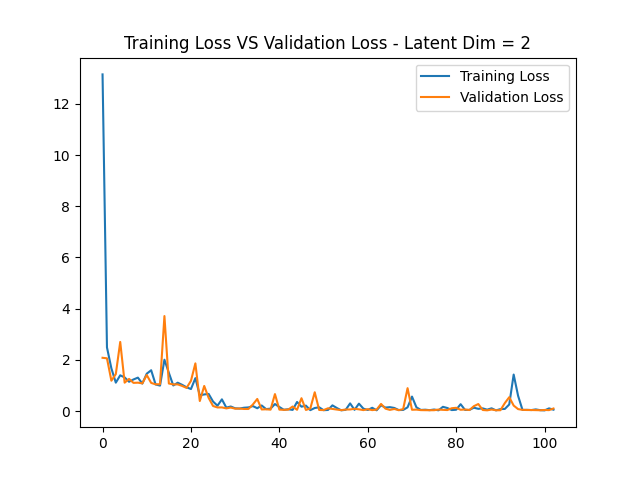 Training Loss VS Validation Loss - Latent Dim = 2
Training Loss
Validation Loss
12
10
8
6
4
2
0
0 20 40 60 80 100